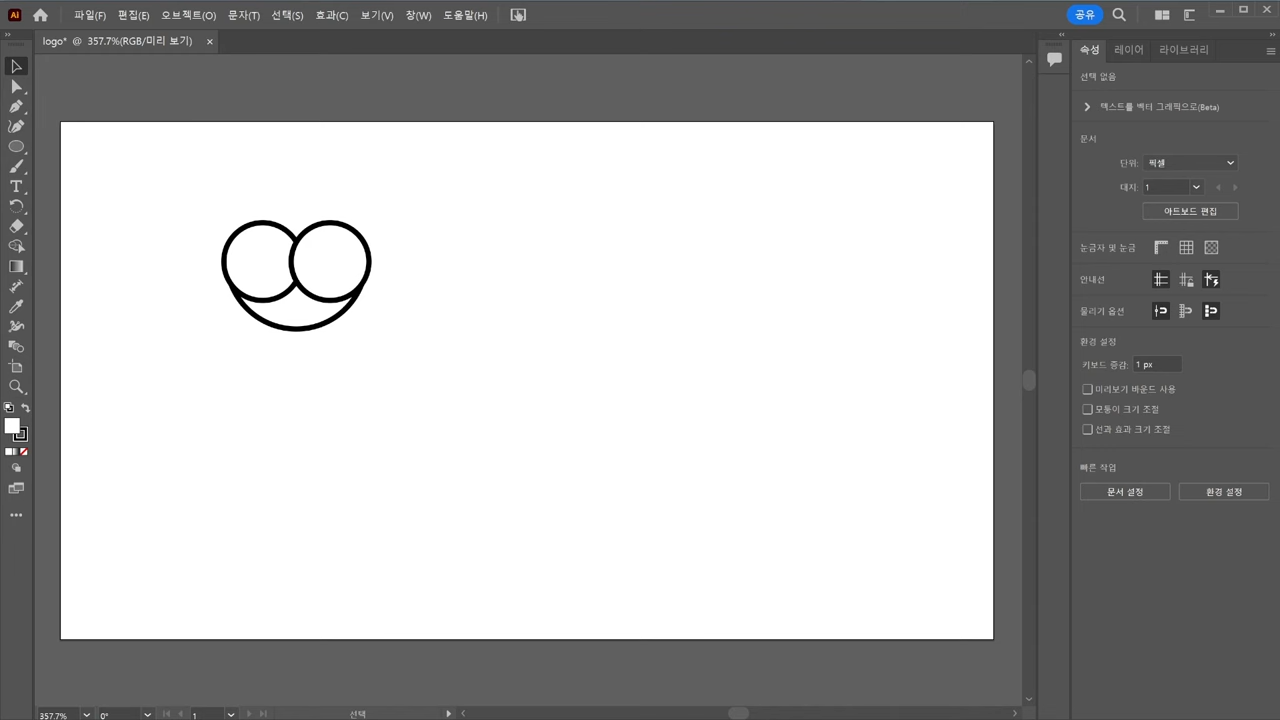 Ai 파일(F) 편집(E) 오브젝트(O) 문자(T) 선택(S) 효과(C) 보기(V) 창(W) 도움말(H) 공유
logo* @ 357.7%(RGB/미리 보기) ×
속성 레이어 라이브러리
선택 없음
텍스트를 벡터 그래픽으로(Beta)
문서
단위: 픽셀
대지: 1
아트보드 편집
눈금자 및 눈금
안내선
물리기 옵션
환경 설정
키보드 증감: 1 px
미리보기 바운드 사용
모퉁이 크기 조절
선과 효과 크기 조절
빠른 작업
문서 설정 환경 설정
357.7% 0° 1 선택